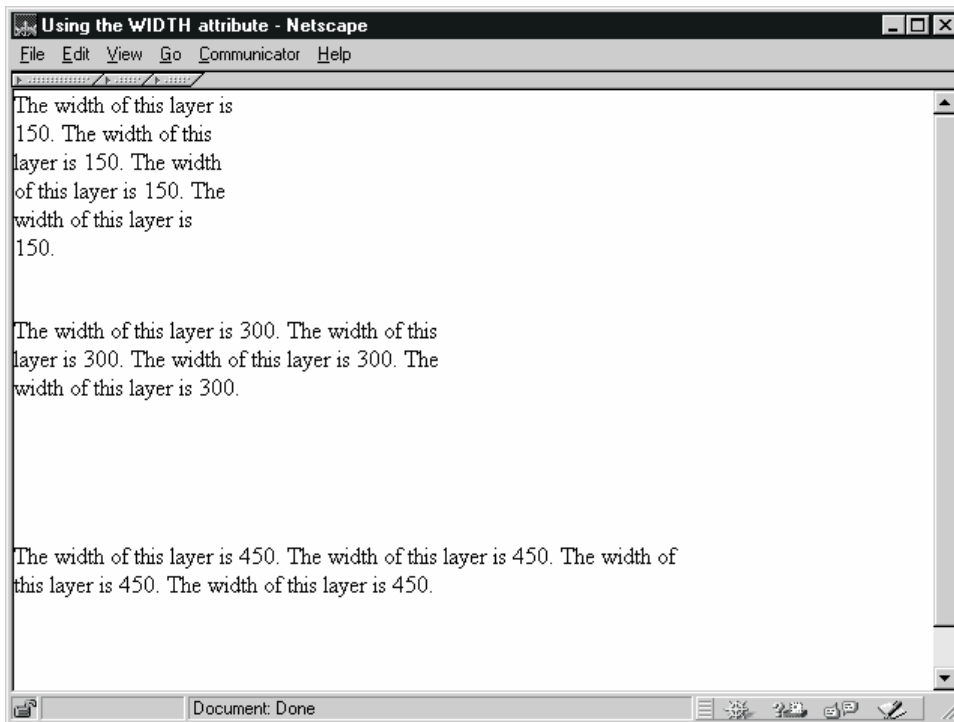 Using the WIDTH attribute - Netscape
File Edit View Go Communicator Help
The width of this layer is
150. The width of this
layer is 150. The width
of this layer is 150. The
width of this layer is
150.
The width of this layer is 300. The width of this
layer is 300. The width of this layer is 300. The
width of this layer is 300.
The width of this layer is 450. The width of this layer is 450. The width of
this layer is 450. The width of this layer is 450.
Document: Done